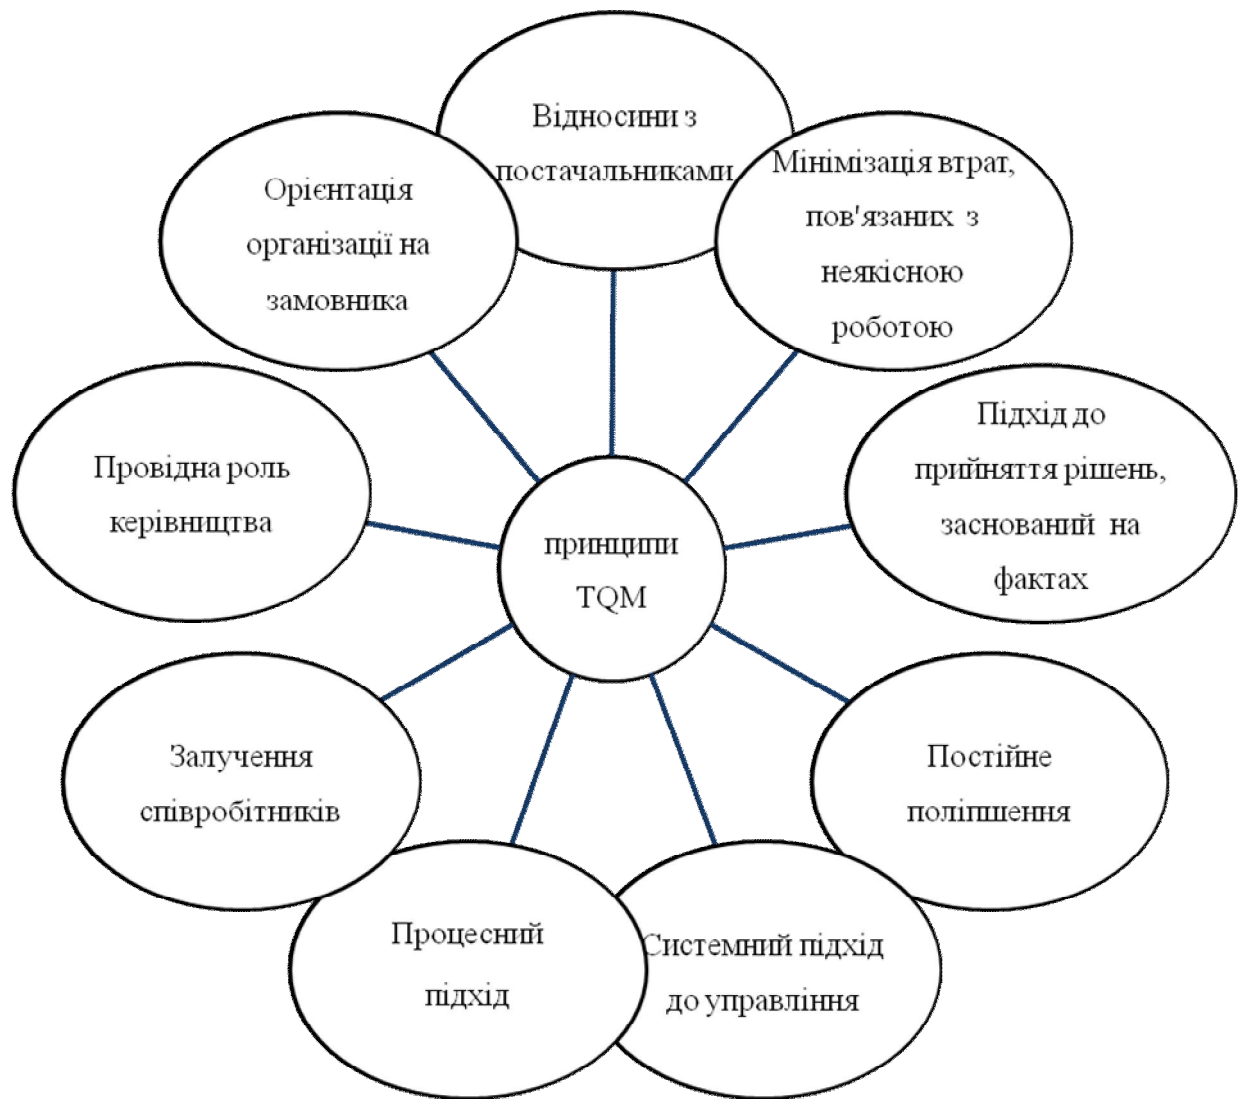 Відносини з
постачальниками
Мінімізація втрат,
пов'язаних з
неякісною
роботою
Підхід до
прийняття рішень,
заснований на
фактах
Постійне
поліпшення
Системний підхід
до управління
Процесний
підхід
Залучення
співробітників
Провідна роль
керівництва
Орієнтація
організації на
замовника
принципи
TQM